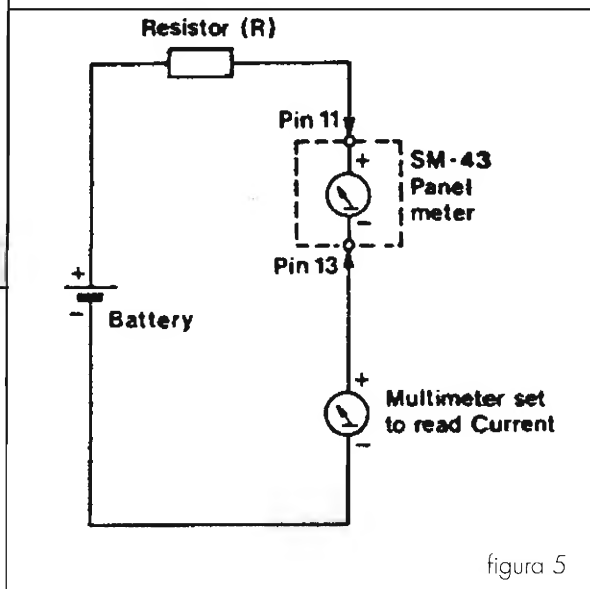 Resistor (R)
Pin 11
+
SM-43
Panel
meter
-
Pin 13
+
-
Battery
+
Multimeter set
to read Current
-
figura 5